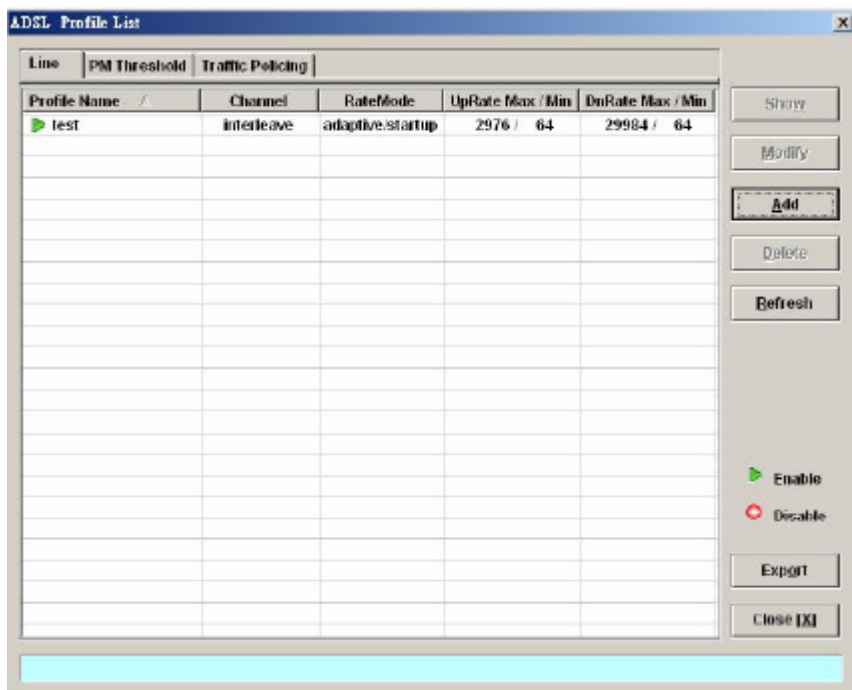 ADSL Profile List
Line PM Threshold Traffic Policing
Profile Name Channel RateMode UpRate Max / Min DnRate Max / Min
test interleave adaptive/startup 2976 / 64 29984 / 64
Show
Modify
Add
Delete
Refresh
Enable
Disable
Export
Close [X]